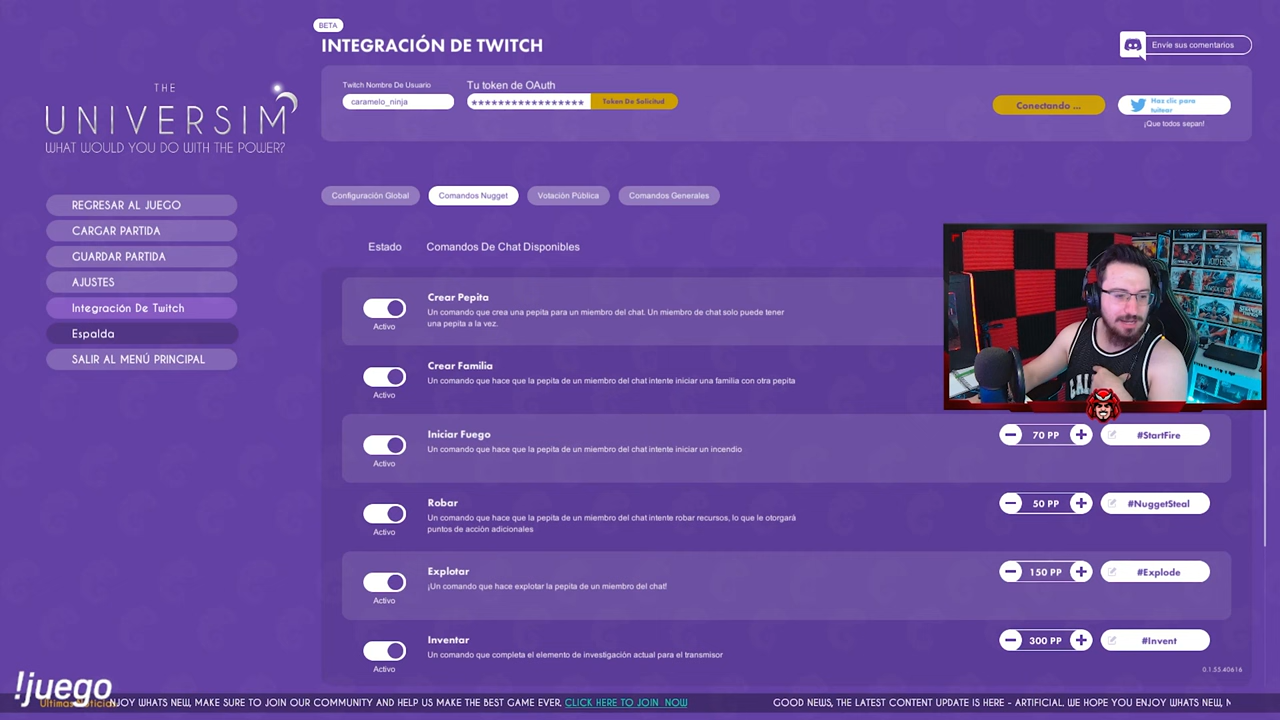 BETA
INTEGRACIÓN DE TWITCH
Envíe sus comentarios
Twitch Nombre De Usuario
Tu token de OAuth
caramelo_ninja
******************
Token De Solicitud
Conectando ...
Has clic para
tuitear
¡Que todos sepan!
THE
UNIVERSIM
WHAT WOULD YOU DO WITH THE POWER?
REGRESAR AL JUEGO
CARGAR PARTIDA
GUARDAR PARTIDA
AJUSTES
Integración De Twitch
Espalda
SALIR AL MENÚ PRINCIPAL
Configuración Global
Comandos Nugget
Votación Pública
Comandos Generales
Estado
Comandos De Chat Disponibles
Crear Pepita
Un comando que crea una pepita para un miembro del chat. Un miembro de chat solo puede tener
una pepita a la vez.
Activo
Crear Familia
Un comando que hace que la pepita de un miembro del chat intente iniciar una familia con otra pepita
Activo
Iniciar Fuego
Un comando que hace que la pepita de un miembro del chat intente iniciar un incendio
Activo
70 PP
#StartFire
Robar
Un comando que hace que la pepita de un miembro del chat intente robar recursos, lo que le otorgará
puntos de acción adicionales
Activo
50 PP
#NuggetSteal
Explotar
¡Un comando que hace explotar la pepita de un miembro del chat!
Activo
150 PP
#Explode
Inventar
Un comando que completa el elemento de investigación actual para el transmisor
Activo
300 PP
#Invent
0.1.55.40616
!juego
NJOY WHATS NEW, MAKE SURE TO JOIN OUR COMMUNITY AND HELP US MAKE THE BEST GAME EVER. CLICK HERE TO JOIN NOW
GOOD NEWS, THE LATEST CONTENT UPDATE IS HERE - ARTIFICIAL. WE HOPE YOU ENJOY WHATS NEW, N